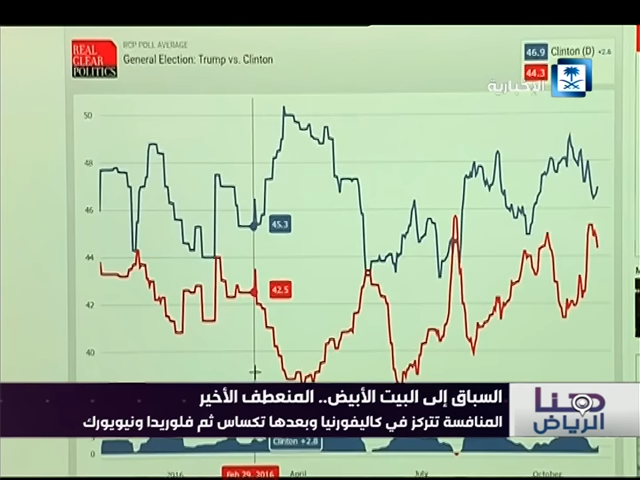 REAL
CLEAR
POLITICS
RCP POLL AVERAGE
General Election: Trump vs. Clinton
46.9 Clinton (D) +2.6
44.3
الإخبارية
50
48
46
44
42
40
45.3
42.5
السباق إلى البيت الأبيض.. المنعطف الأخير
المنافسة تتركز في كاليفورنيا وبعدها تكساس ثم فلوريدا ونيويورك
هنا
الرياض
Clinton +2.8
0
2016
Feb 29, 2016
April
July
October